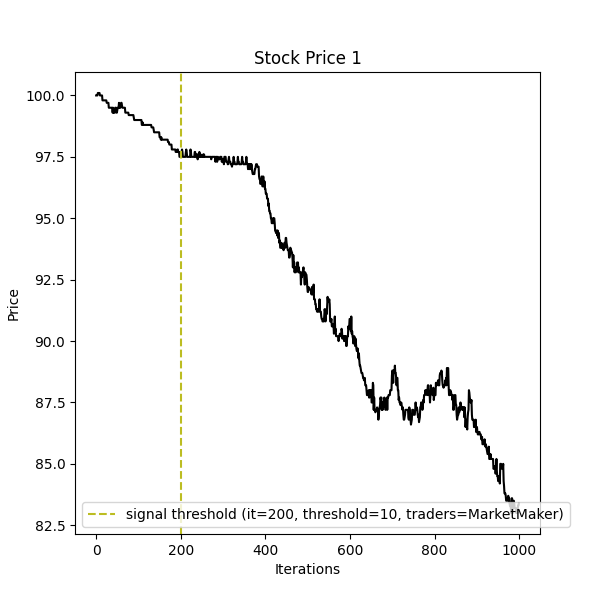 Stock Price 1
100.0
97.5
95.0
92.5
90.0
87.5
85.0
82.5
Price
signal threshold (it=200, threshold=10, traders=MarketMaker)
0 200 400 600 800 1000
Iterations